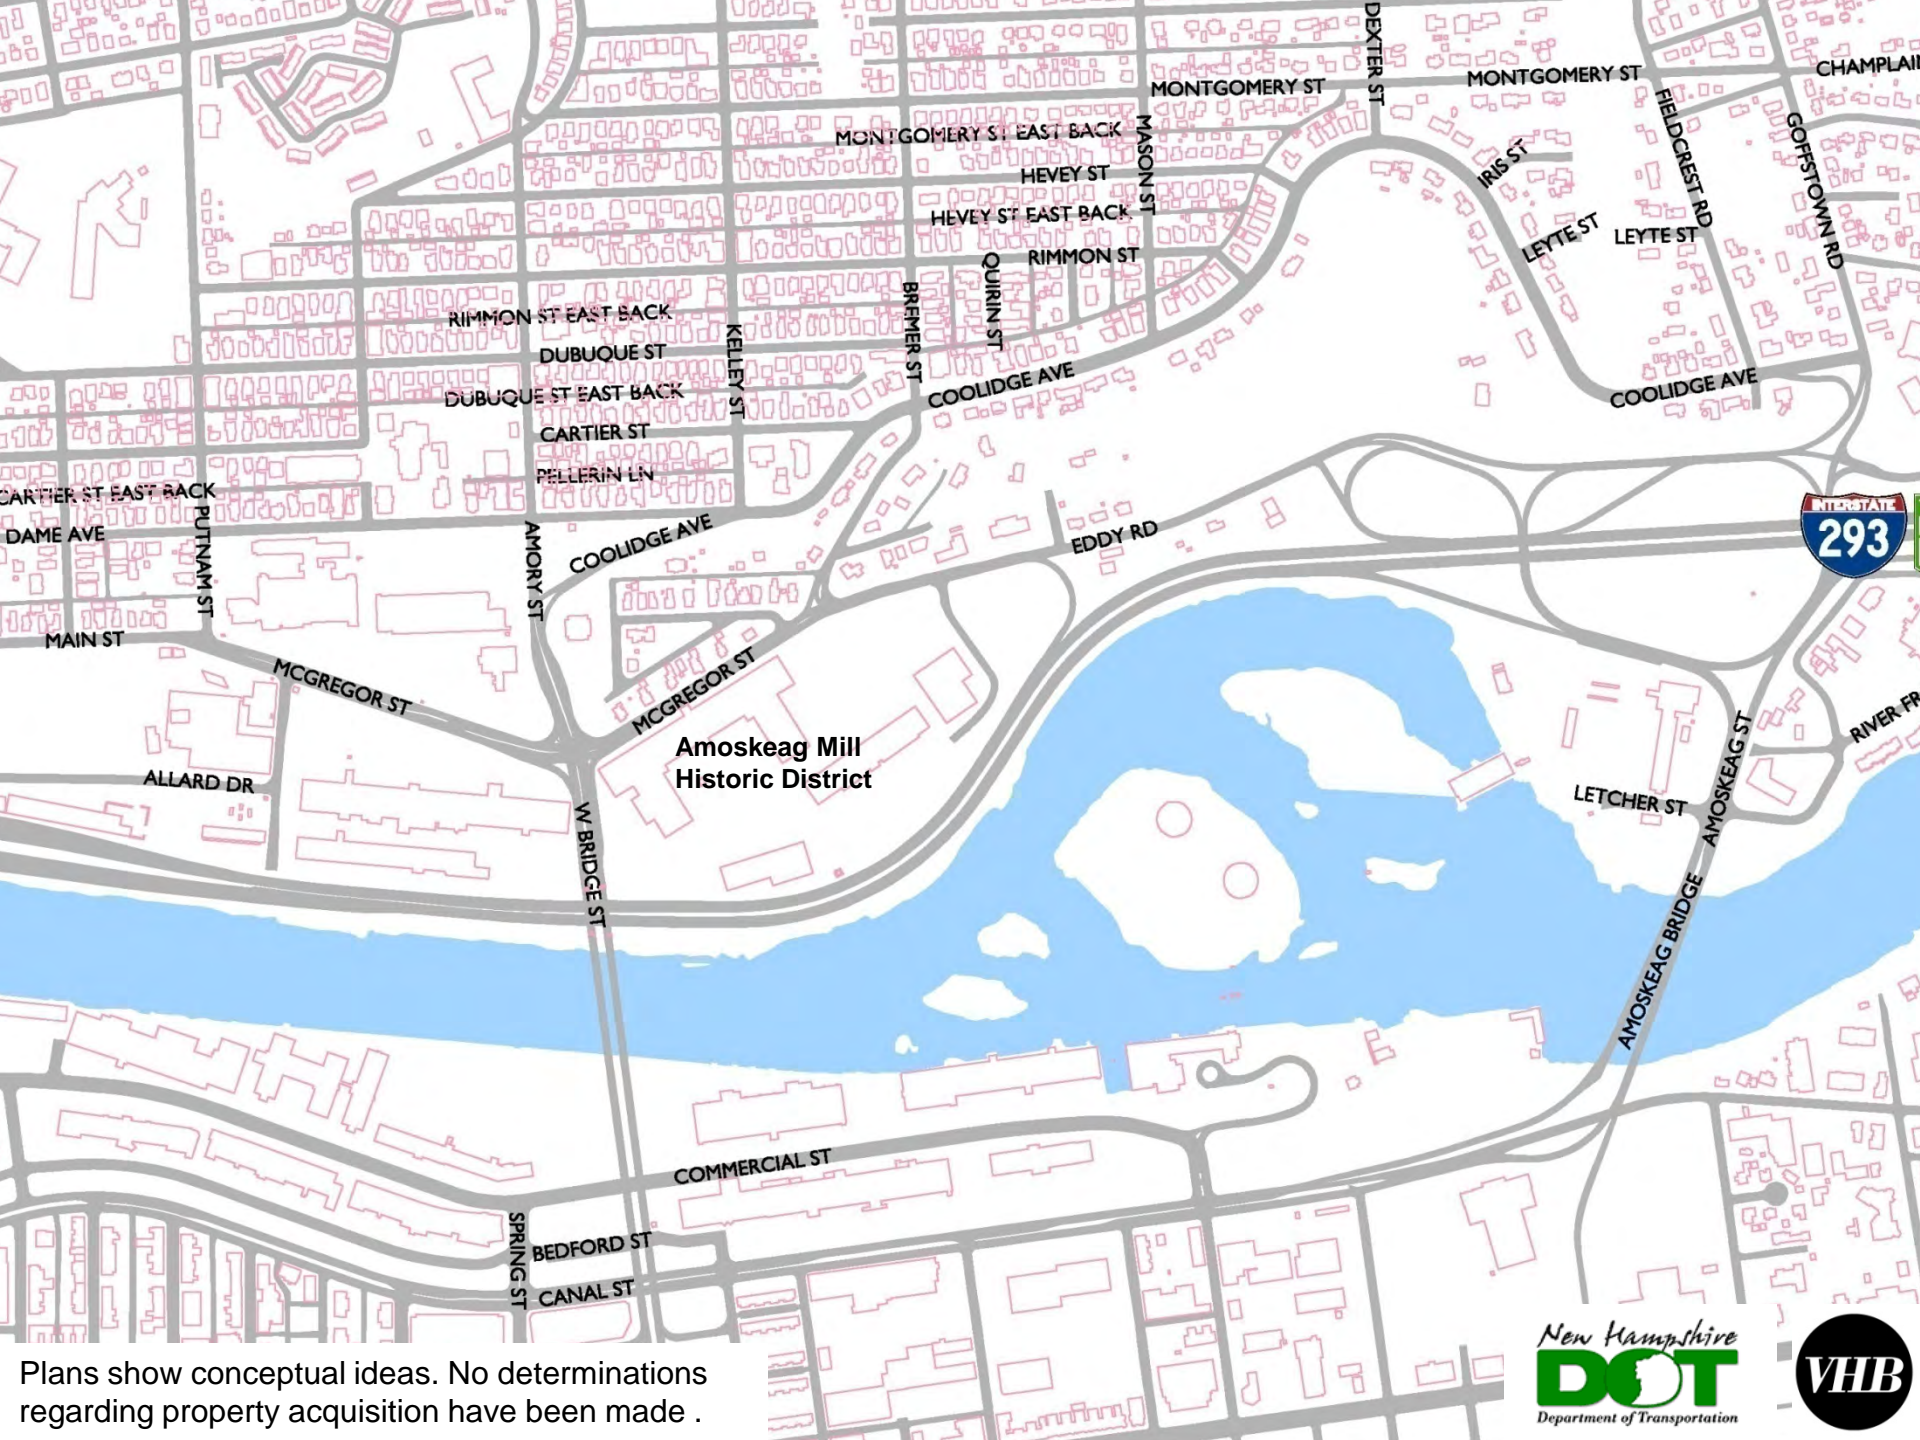 DEXTER ST
MONTGOMERY ST
MONTGOMERY ST
FIELDCREST RD
GOFFSTOWN RD
MONTGOMERY ST EAST BACK
MASON ST
HEVEY ST
IRIS ST
HEVEY ST EAST BACK
LEYTE ST
LEYTE ST
RIMMON ST
QUIRIN ST
BREMER ST
RIMMON ST EAST BACK
KELLEY ST
DUBUQUE ST
DUBUQUE ST EAST BACK
COOLIDGE AVE
COOLIDGE AVE
CARTIER ST
PELLERIN LN
CARTIER ST EAST BACK
PUTNAM ST
DAME AVE
AMORY ST
COOLIDGE AVE
EDDY RD
INTERSTATE
293
MAIN ST
MCGREGOR ST
MCGREGOR ST
Amoskeag Mill
Historic District
ALLARD DR
W BRIDGE ST
LETCHER ST
AMOSKEAG ST
AMOSKEAG BRIDGE
COMMERCIAL ST
SPRING ST
BEDFORD ST
CANAL ST
Plans show conceptual ideas. No determinations
regarding property acquisition have been made .
New Hampshire
DOT
Department of Transportation
VHB